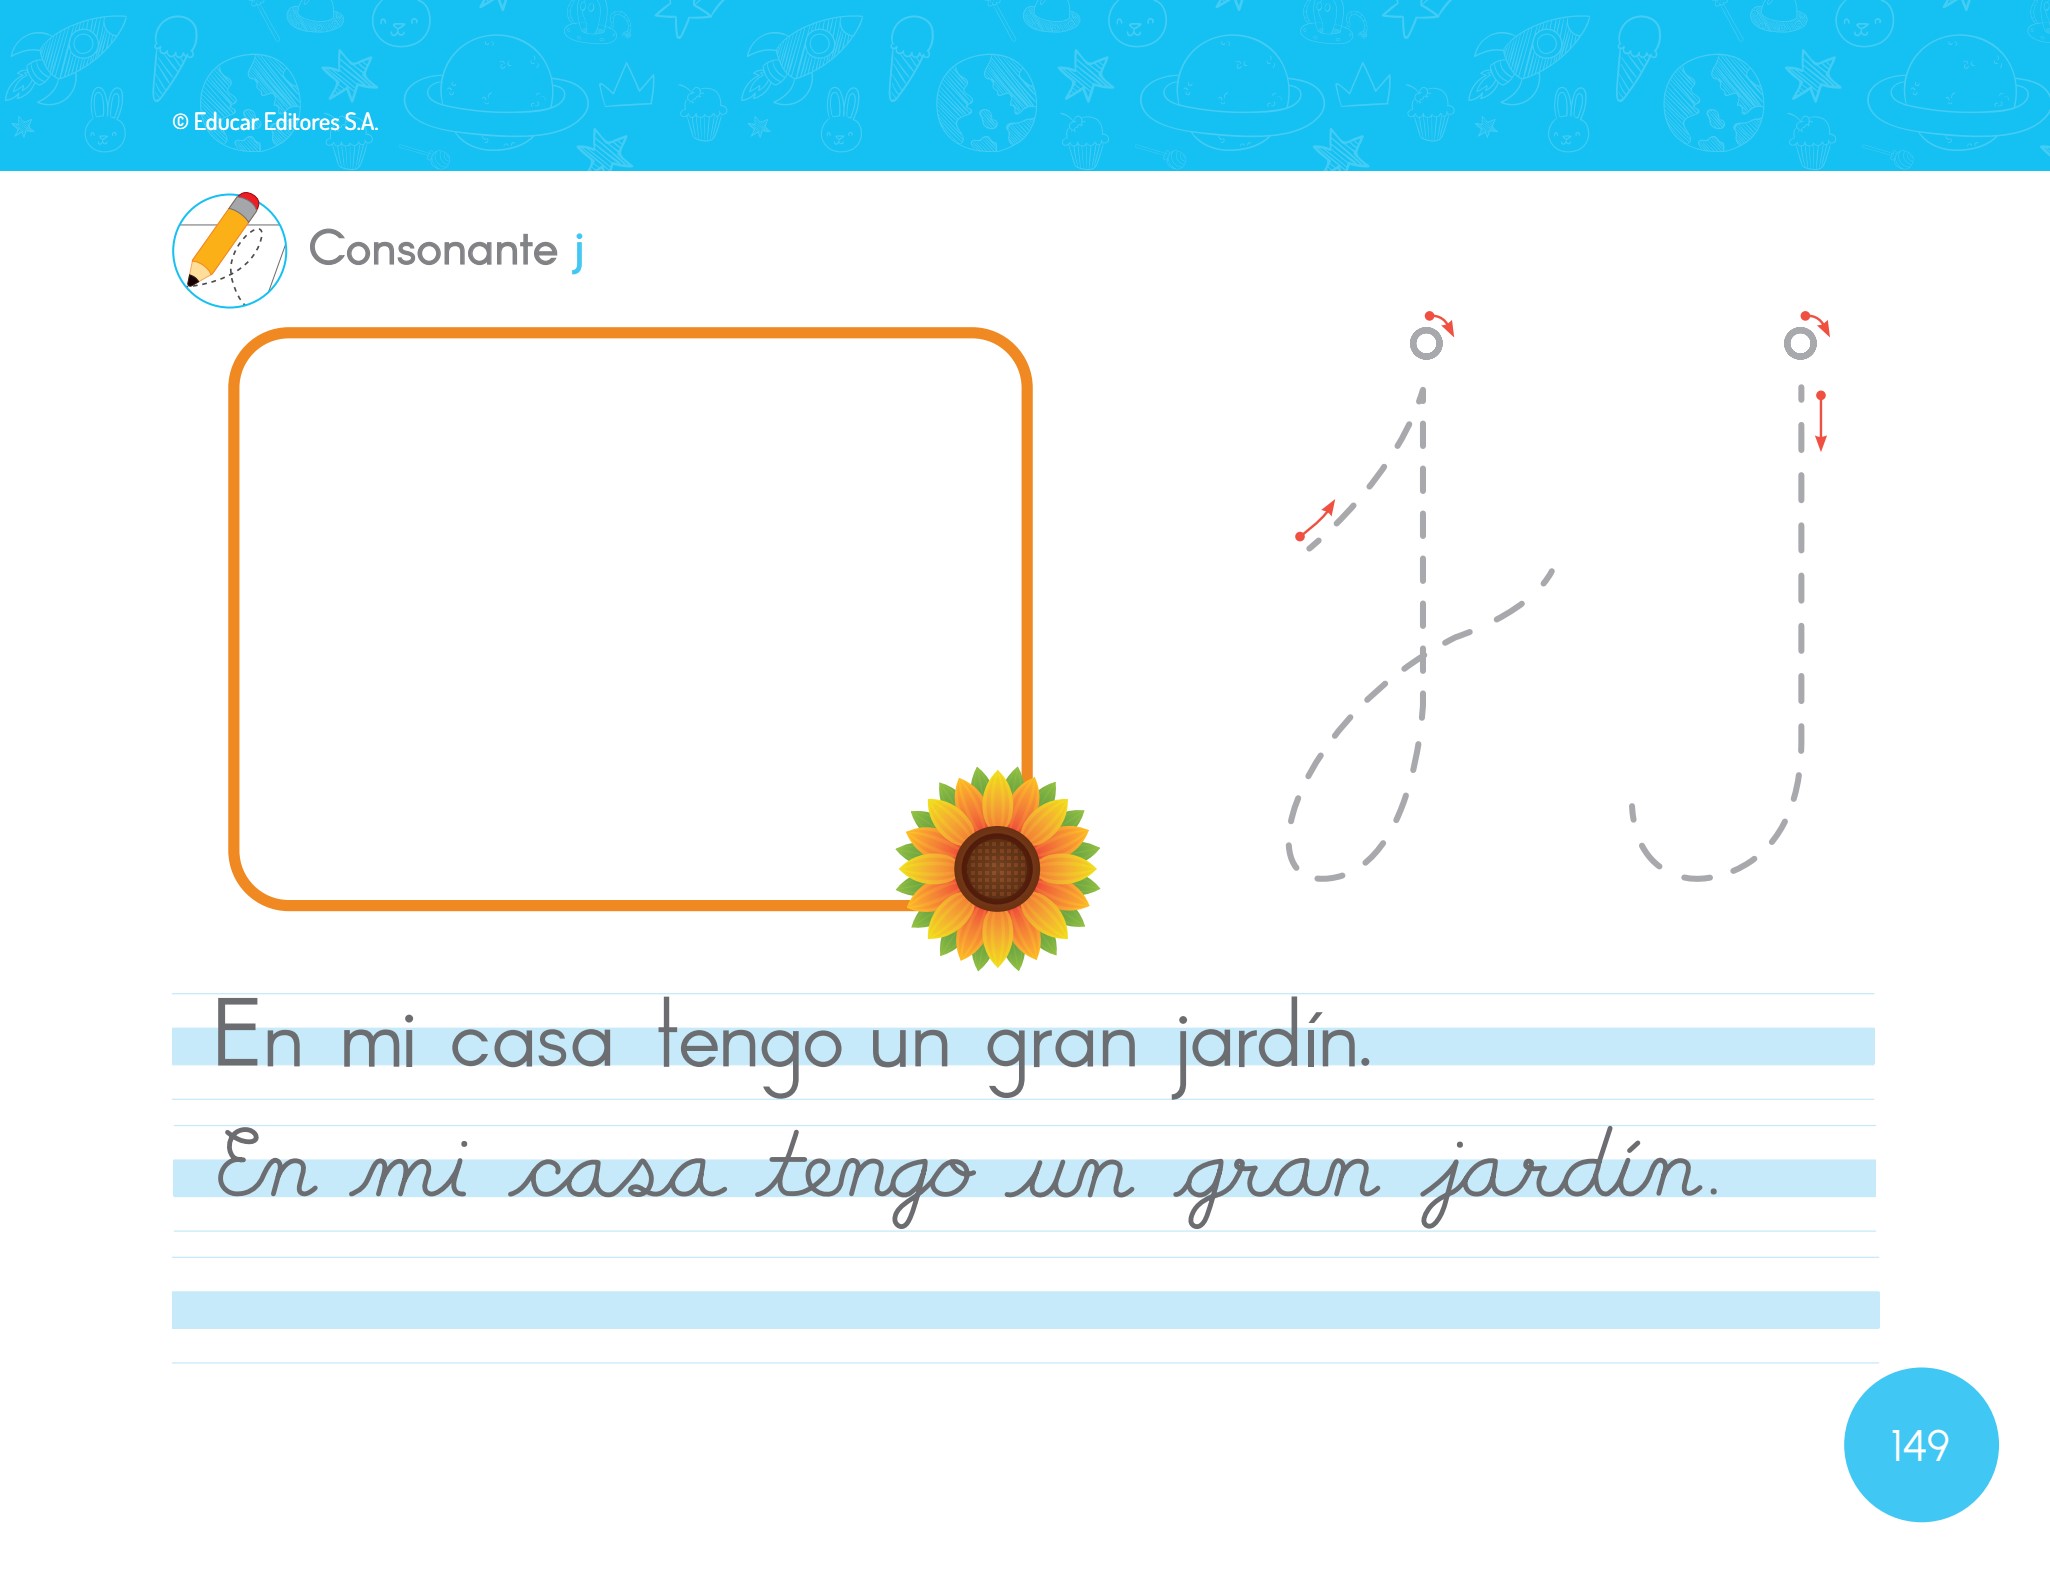 © Educar Editores S.A.
Consonante j
j j
En mi casa tengo un gran jardín.
En mi casa tengo un gran jardín.
149